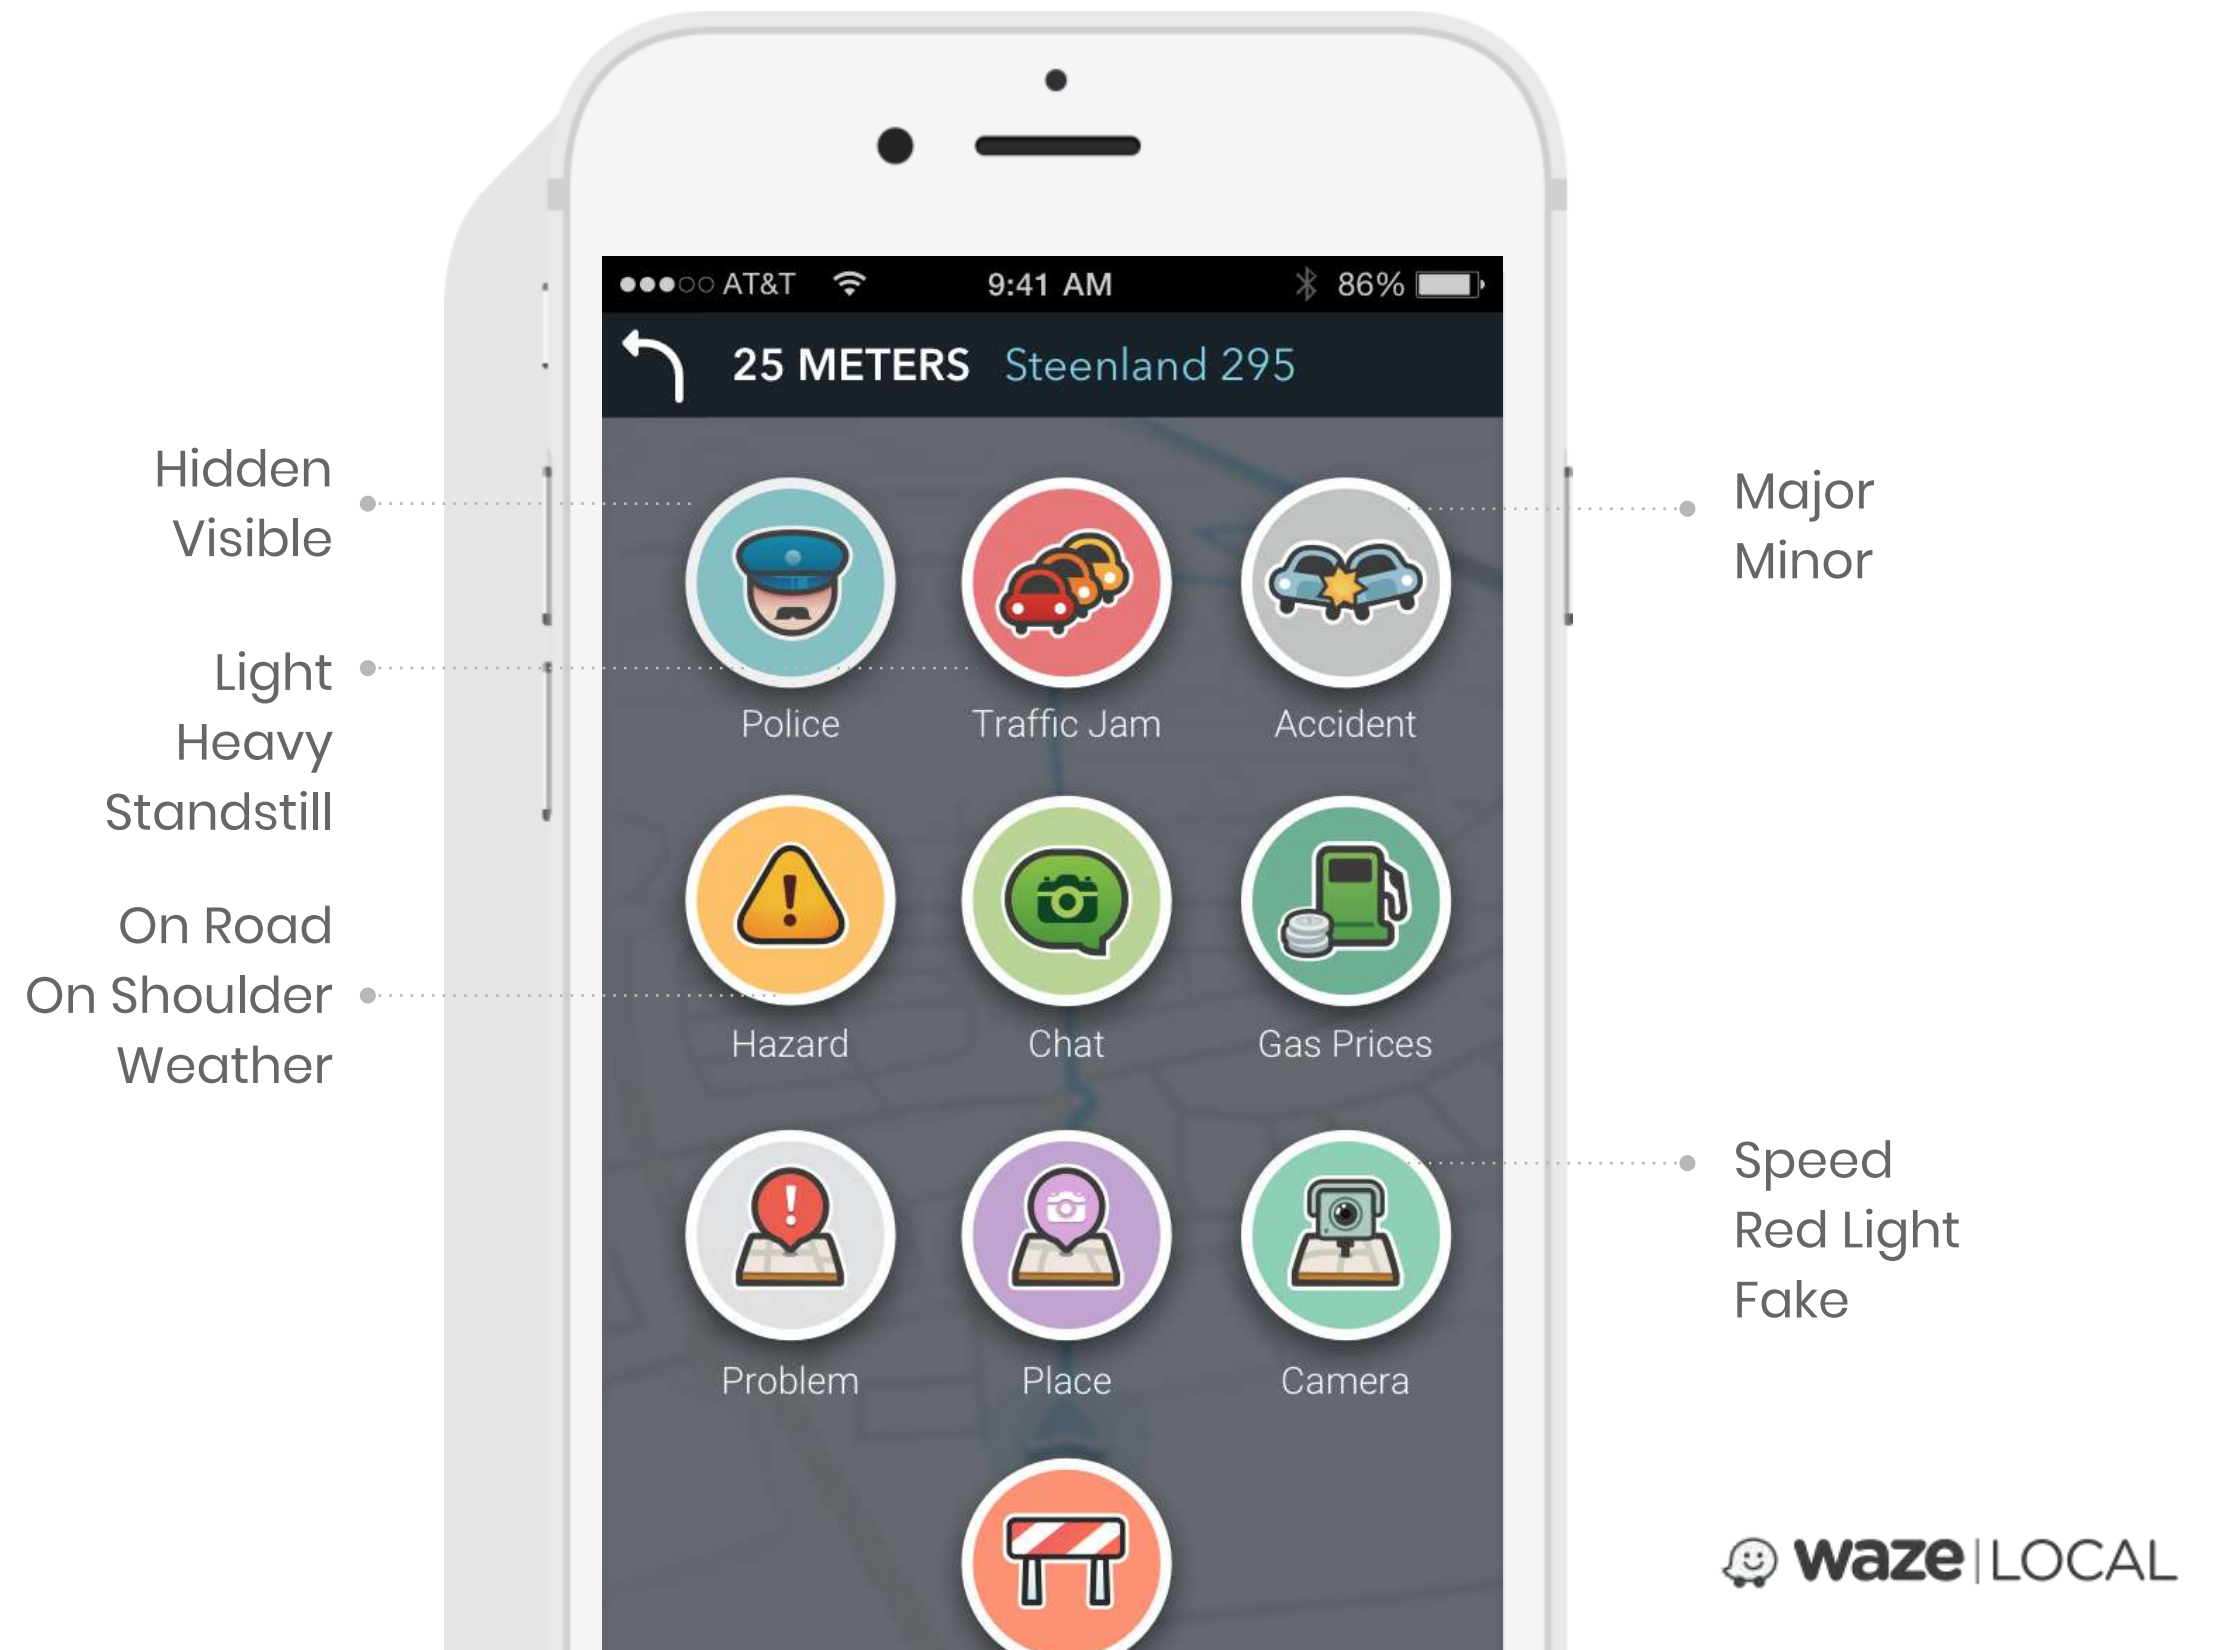 AT&T 9:41 AM 86%
25 METERS Steenland 295
Hidden
Visible
Major
Minor
Light
Heavy
Standstill
Police Traffic Jam Accident
On Road
On Shoulder
Weather
Hazard Chat Gas Prices
Speed
Red Light
Fake
Problem Place Camera
waze | LOCAL